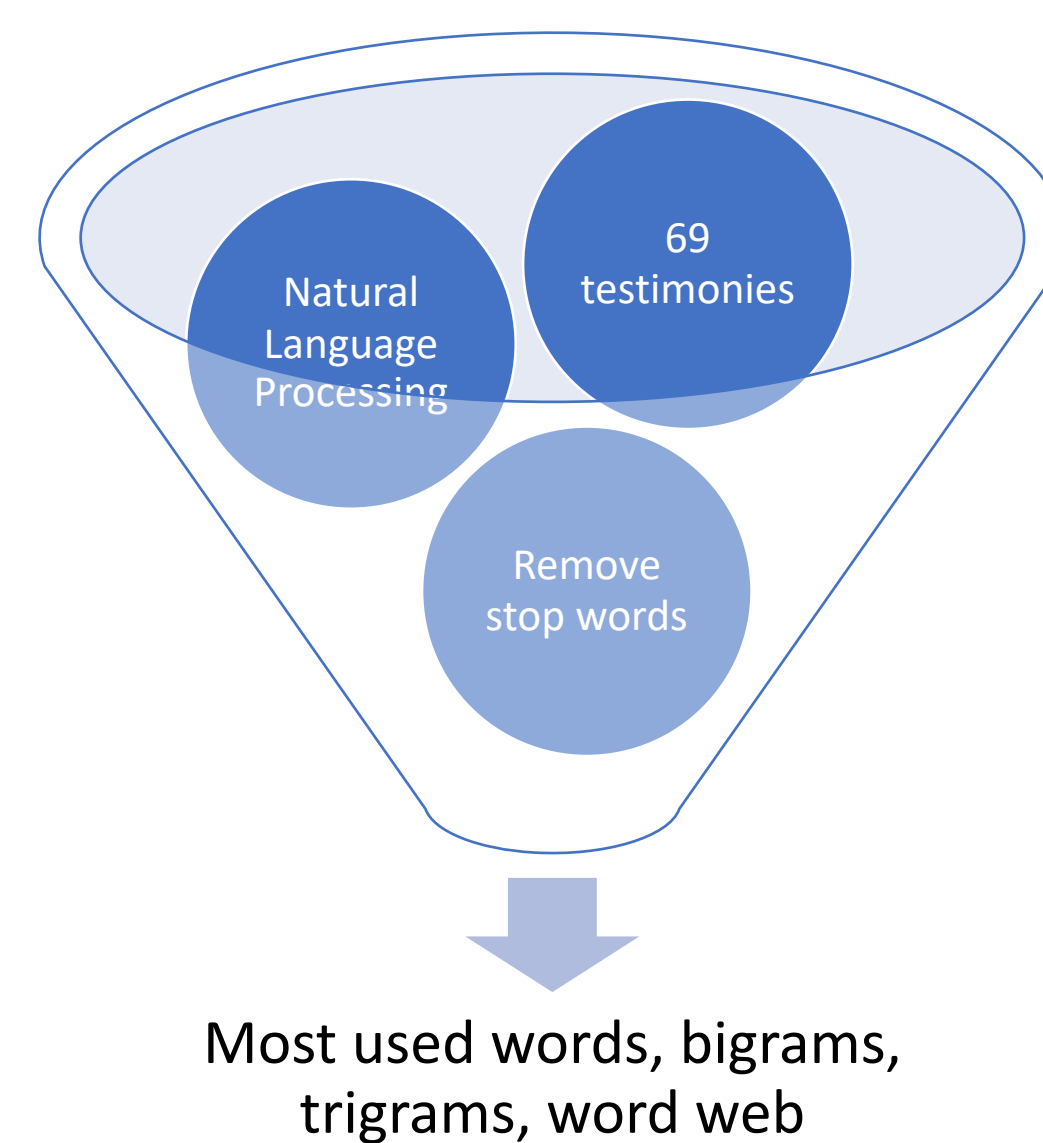 69
testimonies
Natural
Language
Processing
Remove
stop words
Most used words, bigrams,
trigrams, word web